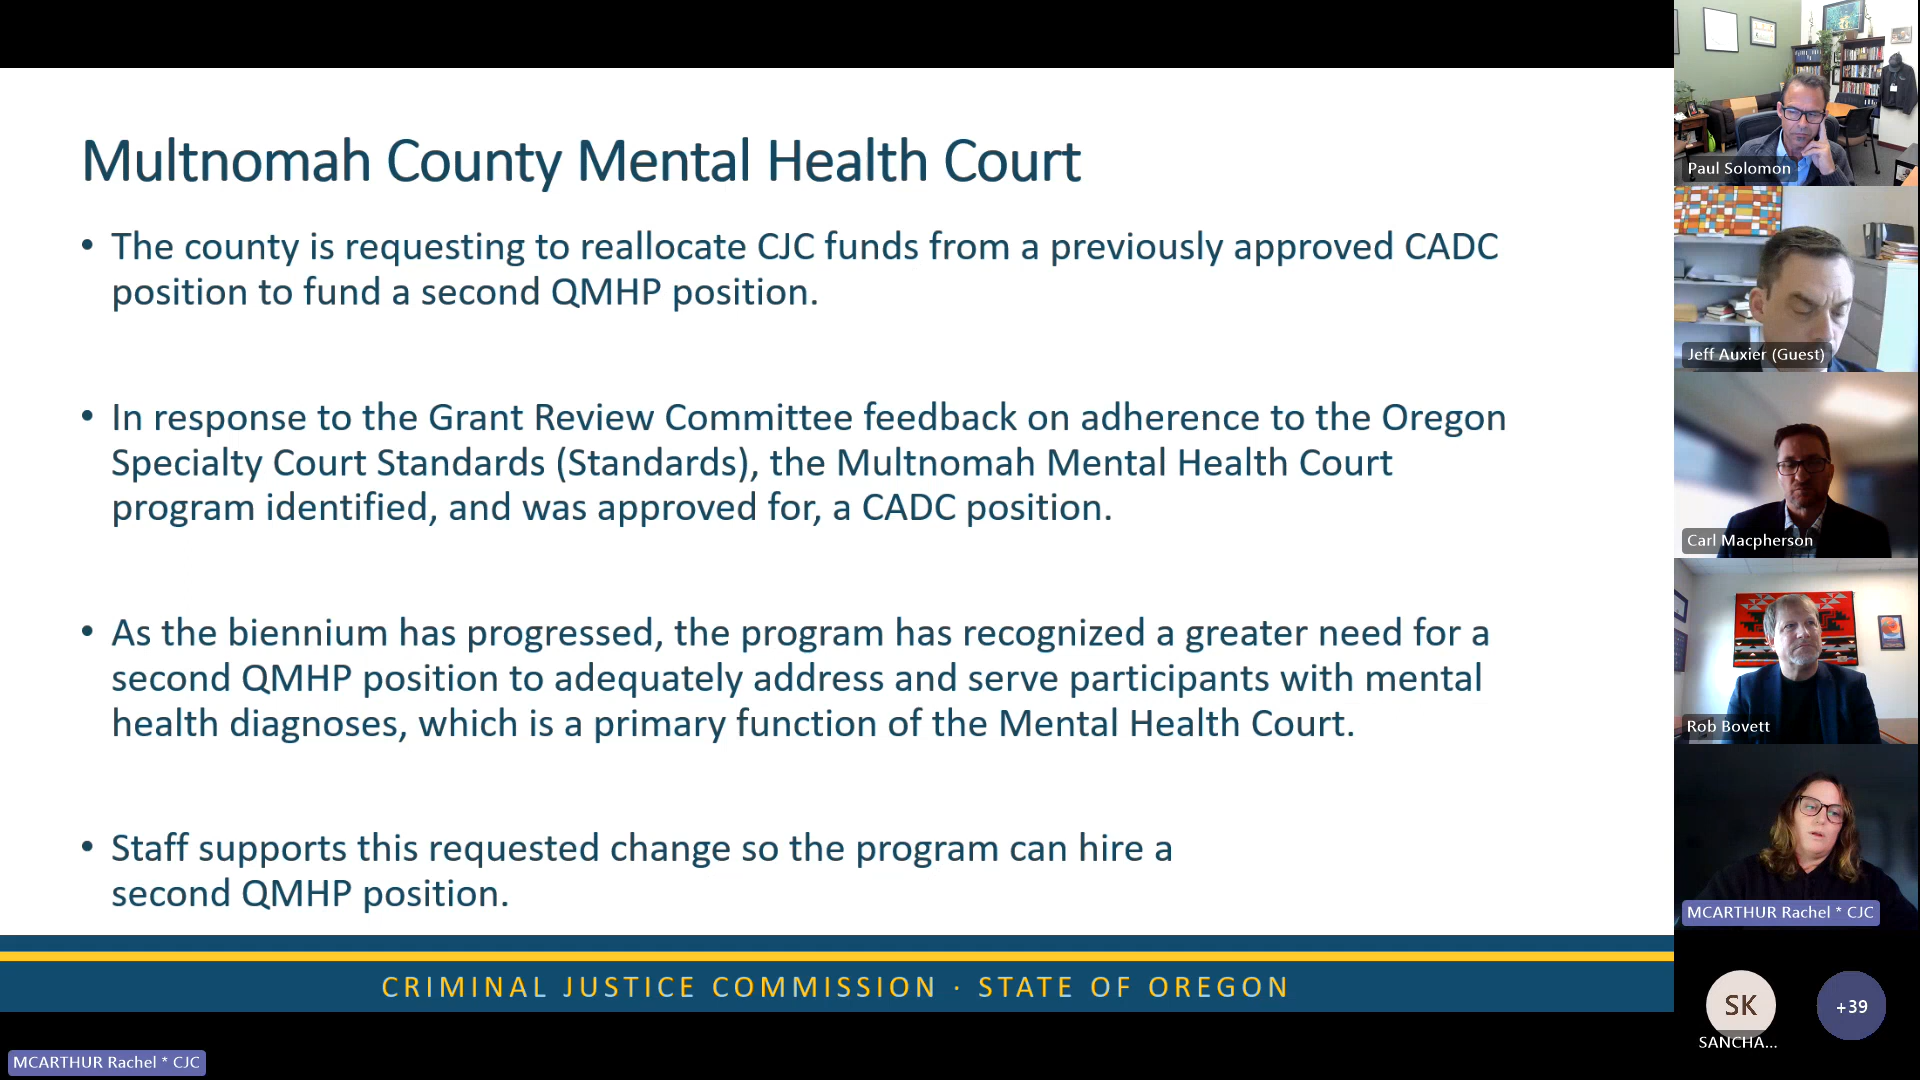 Multnomah County Mental Health Court
• The county is requesting to reallocate CJC funds from a previously approved CADC
position to fund a second QMHP position.
• In response to the Grant Review Committee feedback on adherence to the Oregon
Specialty Court Standards (Standards), the Multnomah Mental Health Court
program identified, and was approved for, a CADC position.
• As the biennium has progressed, the program has recognized a greater need for a
second QMHP position to adequately address and serve participants with mental
health diagnoses, which is a primary function of the Mental Health Court.
• Staff supports this requested change so the program can hire a
second QMHP position.
CRIMINAL JUSTICE COMMISSION · STATE OF OREGON
MCARTHUR Rachel * CJC
Paul Solomon
Jeff Auxier (Guest)
Carl Macpherson
Rob Bovett
MCARTHUR Rachel * CJC
SK
SANCHA...
+39